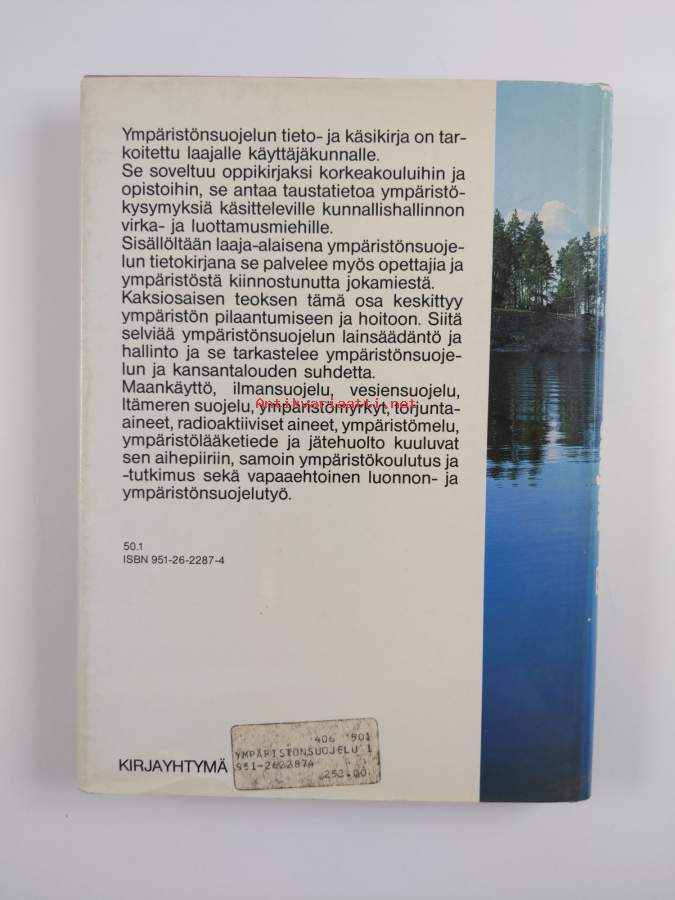 Ympäristönsuojelun tieto- ja käsikirja on tar-
koitettu laajalle käyttäjäkunnalle.
Se soveltuu oppikirjaksi korkeakouluihin ja
opistoihin, se antaa taustatietoa ympäristö-
kysymyksiä käsitteleville kunnallishallinnon
virka- ja luottamusmiehille.
Sisällöltään laaja-alaisena ympäristönsuoje-
lun tietokirjana se palvelee myös opettajia ja
ympäristöstä kiinnostunutta jokamiestä.
Kaksiosaisen teoksen tämä osa keskittyy
ympäristön pilaantumiseen ja hoitoon. Siitä
selviää ympäristönsuojelun lainsäädäntö ja
hallinto ja se tarkastelee ympäristönsuoje-
lun ja kansantalouden suhdetta.
Maankäyttö, ilmansuojelu, vesiensuojelu,
Itämeren suojelu, ympäristömyrkyt, torjunta-
Antikvariaatti.net
aineet, radioaktiiviset aineet, ympäristömelu,
ympäristölääketiede ja jätehuolto kuuluvat
sen aihepiiriin, samoin ympäristökoulutus ja
-tutkimus sekä vapaaehtoinen luonnon- ja
ympäristönsuojelutyö.
50.1
ISBN 951-26-2287-4
406 501
YMPÄRISTÖNSUOJELU 1
951-2622874
252.00
KIRJAYHTYMÄ